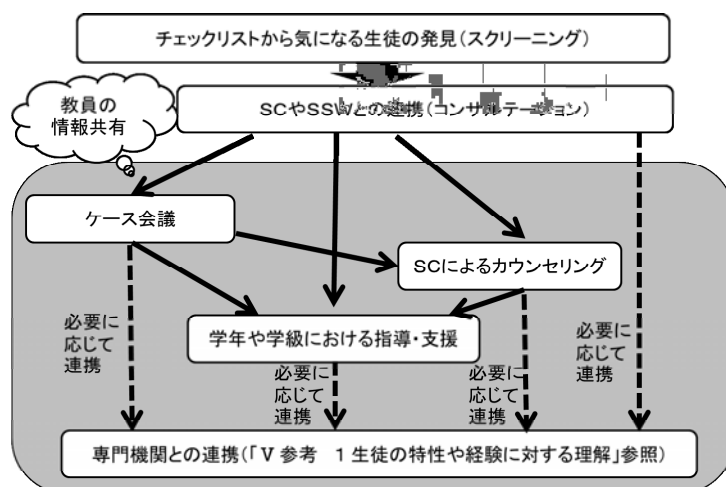 チェックリストから気になる生徒の発見(スクリーニング)
教員の
情報共有
SCやSSWとの連携(コンサルテーション)
ケース会議
SCによるカウンセリング
学年や学級における指導・支援
必要に
応じて
連携
必要に
応じて
連携
必要に
応じて
連携
必要に
応じて
連携
専門機関との連携(「Ⅴ参考 1生徒の特性や経験に対する理解」参照)